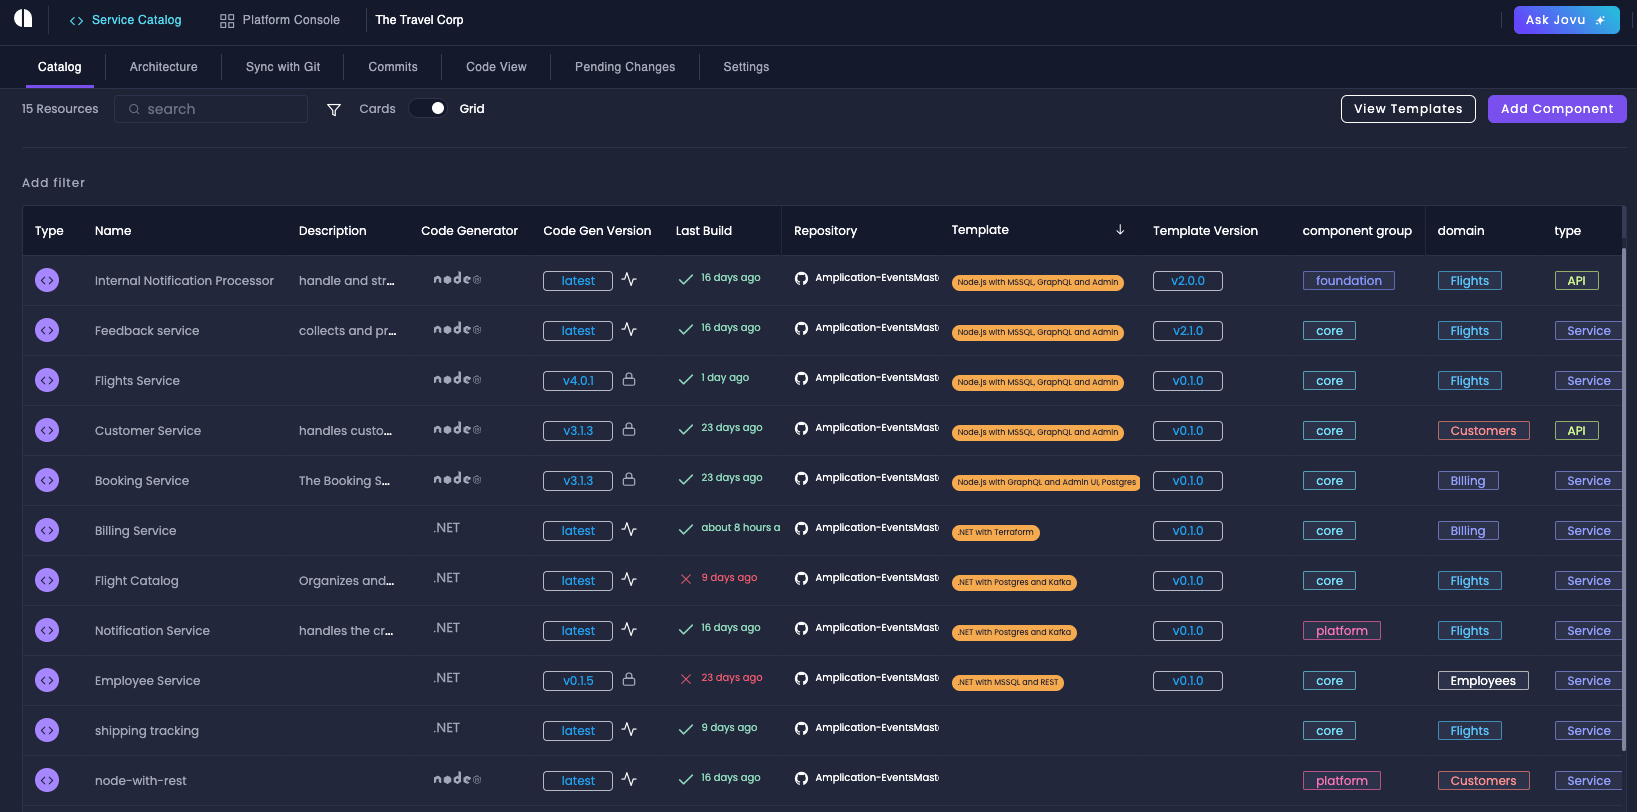 Service Catalog Platform Console The Travel Corp Ask Jovu
Catalog Architecture Sync with Git Commits Code View Pending Changes Settings
15 Resources search Cards Grid View Templates Add Component
Add filter
Type Name Description Code Generator Code Gen Version Last Build Repository Template Template Version component group domain type
Internal Notification Processor handle and str... node latest 16 days ago Amplication-EventsMast Node.js with MSSQL, GraphQL and Admin v2.0.0 foundation Flights API
Feedback service collects and pr... node latest 16 days ago Amplication-EventsMast Node.js with MSSQL, GraphQL and Admin v2.1.0 core Flights Service
Flights Service node v4.0.1 1 day ago Amplication-EventsMast Node.js with MSSQL, GraphQL and Admin v0.1.0 core Flights Service
Customer Service handles custo... node v3.1.3 23 days ago Amplication-EventsMast Node.js with MSSQL, GraphQL and Admin v0.1.0 core Customers API
Booking Service The Booking S... node v3.1.3 23 days ago Amplication-EventsMast Node.js with GraphQL and Admin UI, Postgres v0.1.0 core BIlling Service
Billing Service .NET latest about 8 hours a Amplication-EventsMast .NET with Terraform v0.1.0 core BIlling Service
Flight Catalog Organizes and... .NET latest 9 days ago Amplication-EventsMast .NET with Postgres and Kafka v0.1.0 core Flights Service
Notification Service handles the cr... .NET latest 16 days ago Amplication-EventsMast .NET with Postgres and Kafka v0.1.0 platform Flights Service
Employee Service .NET v0.1.5 23 days ago Amplication-EventsMast .NET with MSSQL and REST v0.1.0 core Employees Service
shipping tracking .NET latest 9 days ago Amplication-EventsMast core Flights Service
node-with-rest node latest 16 days ago Amplication-EventsMast platform Customers Service